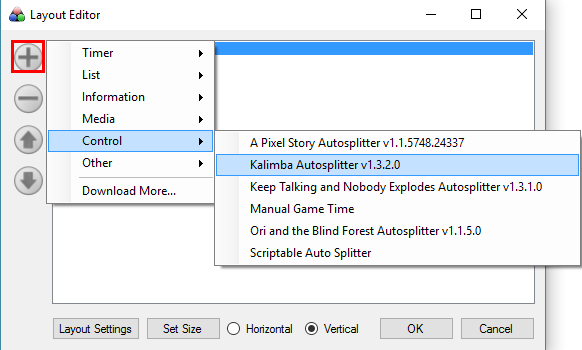 Layout Editor
Timer
List
Information
Media
Control
Other
Download More...
A Pixel Story Autosplitter v1.1.5748.24337
Kalimba Autosplitter v1.3.2.0
Keep Talking and Nobody Explodes Autosplitter v1.3.1.0
Manual Game Time
Ori and the Blind Forest Autosplitter v1.1.5.0
Scriptable Auto Splitter
Layout Settings Set Size Horizontal Vertical OK Cancel